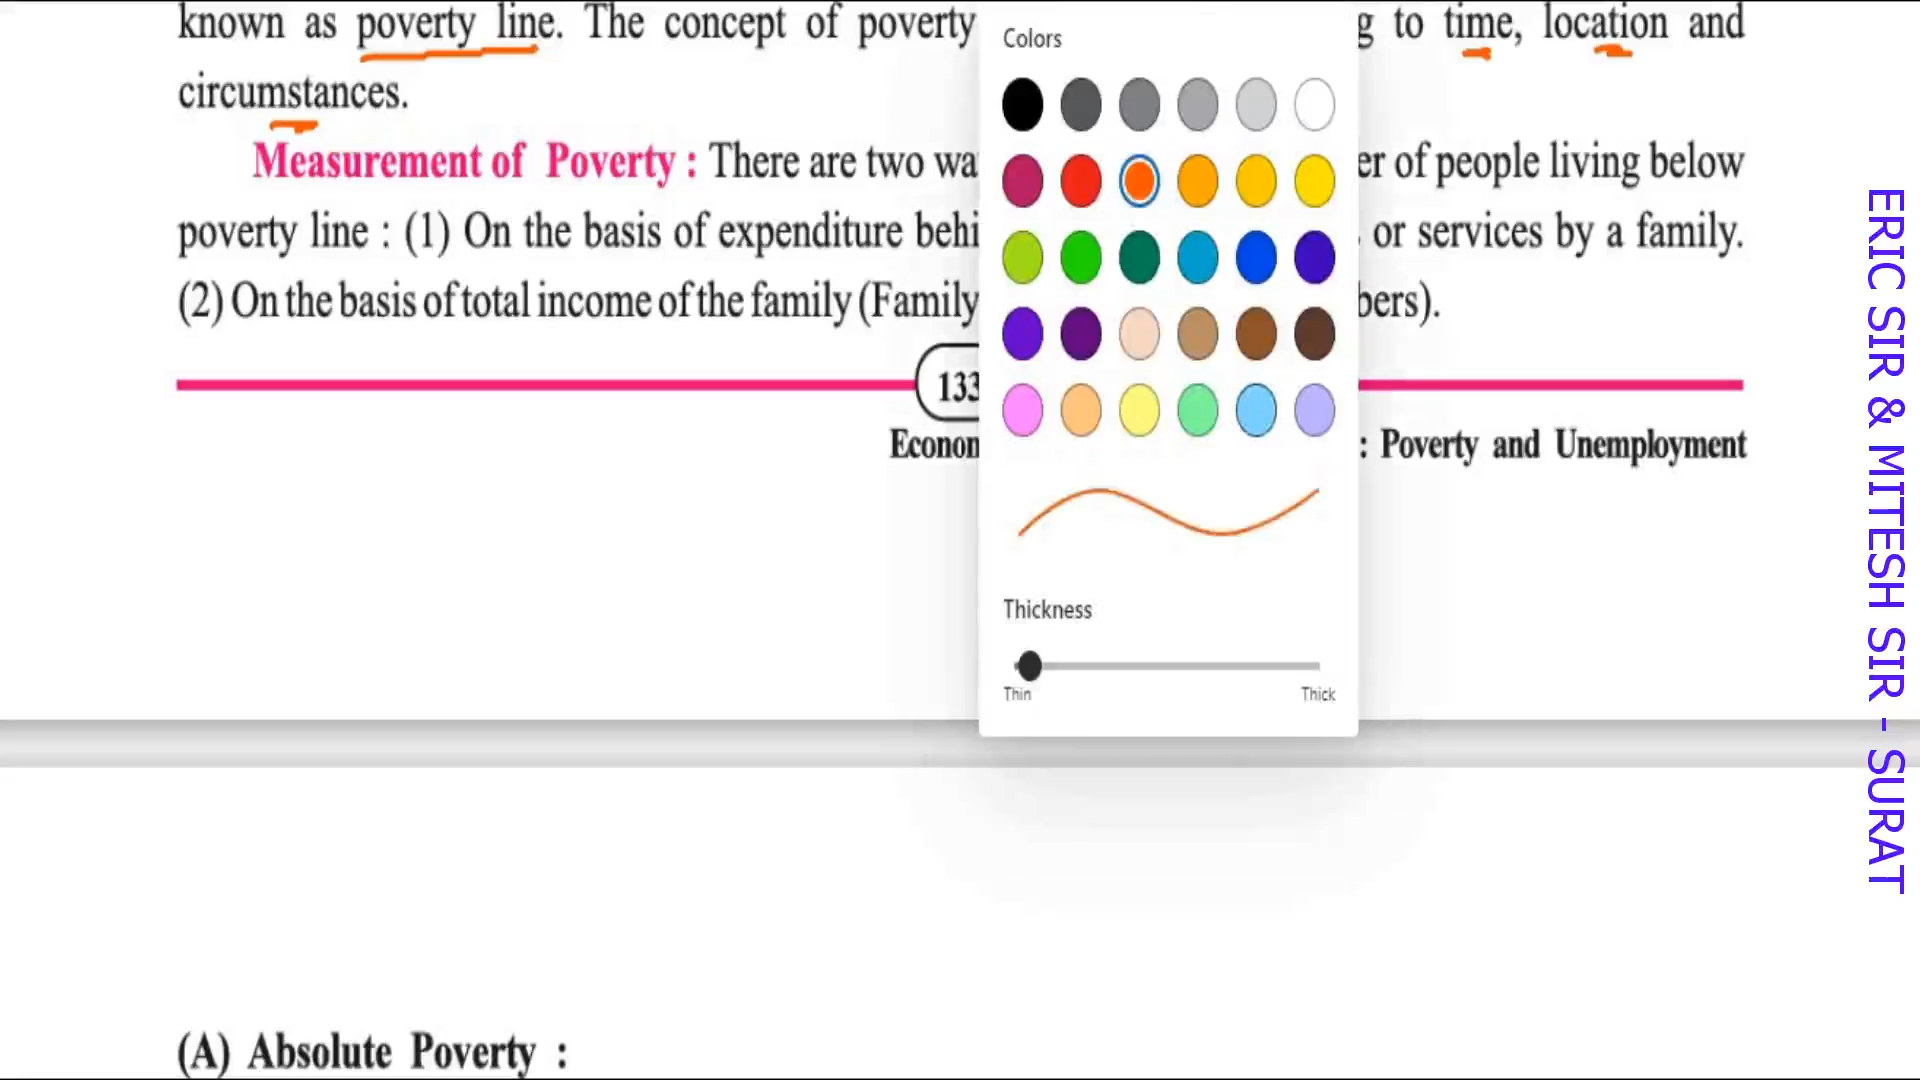 known as poverty line. The concept of poverty g to time, location and
circumstances.
Measurement of Poverty : There are two wa er of people living below
poverty line : (1) On the basis of expenditure behi or services by a family.
(2) On the basis of total income of the family (Family bers).
133
Econom : Poverty and Unemployment
(A) Absolute Poverty :
Colors
Thickness
Thin Thick
ERIC SIR & MITESH SIR - SURAT